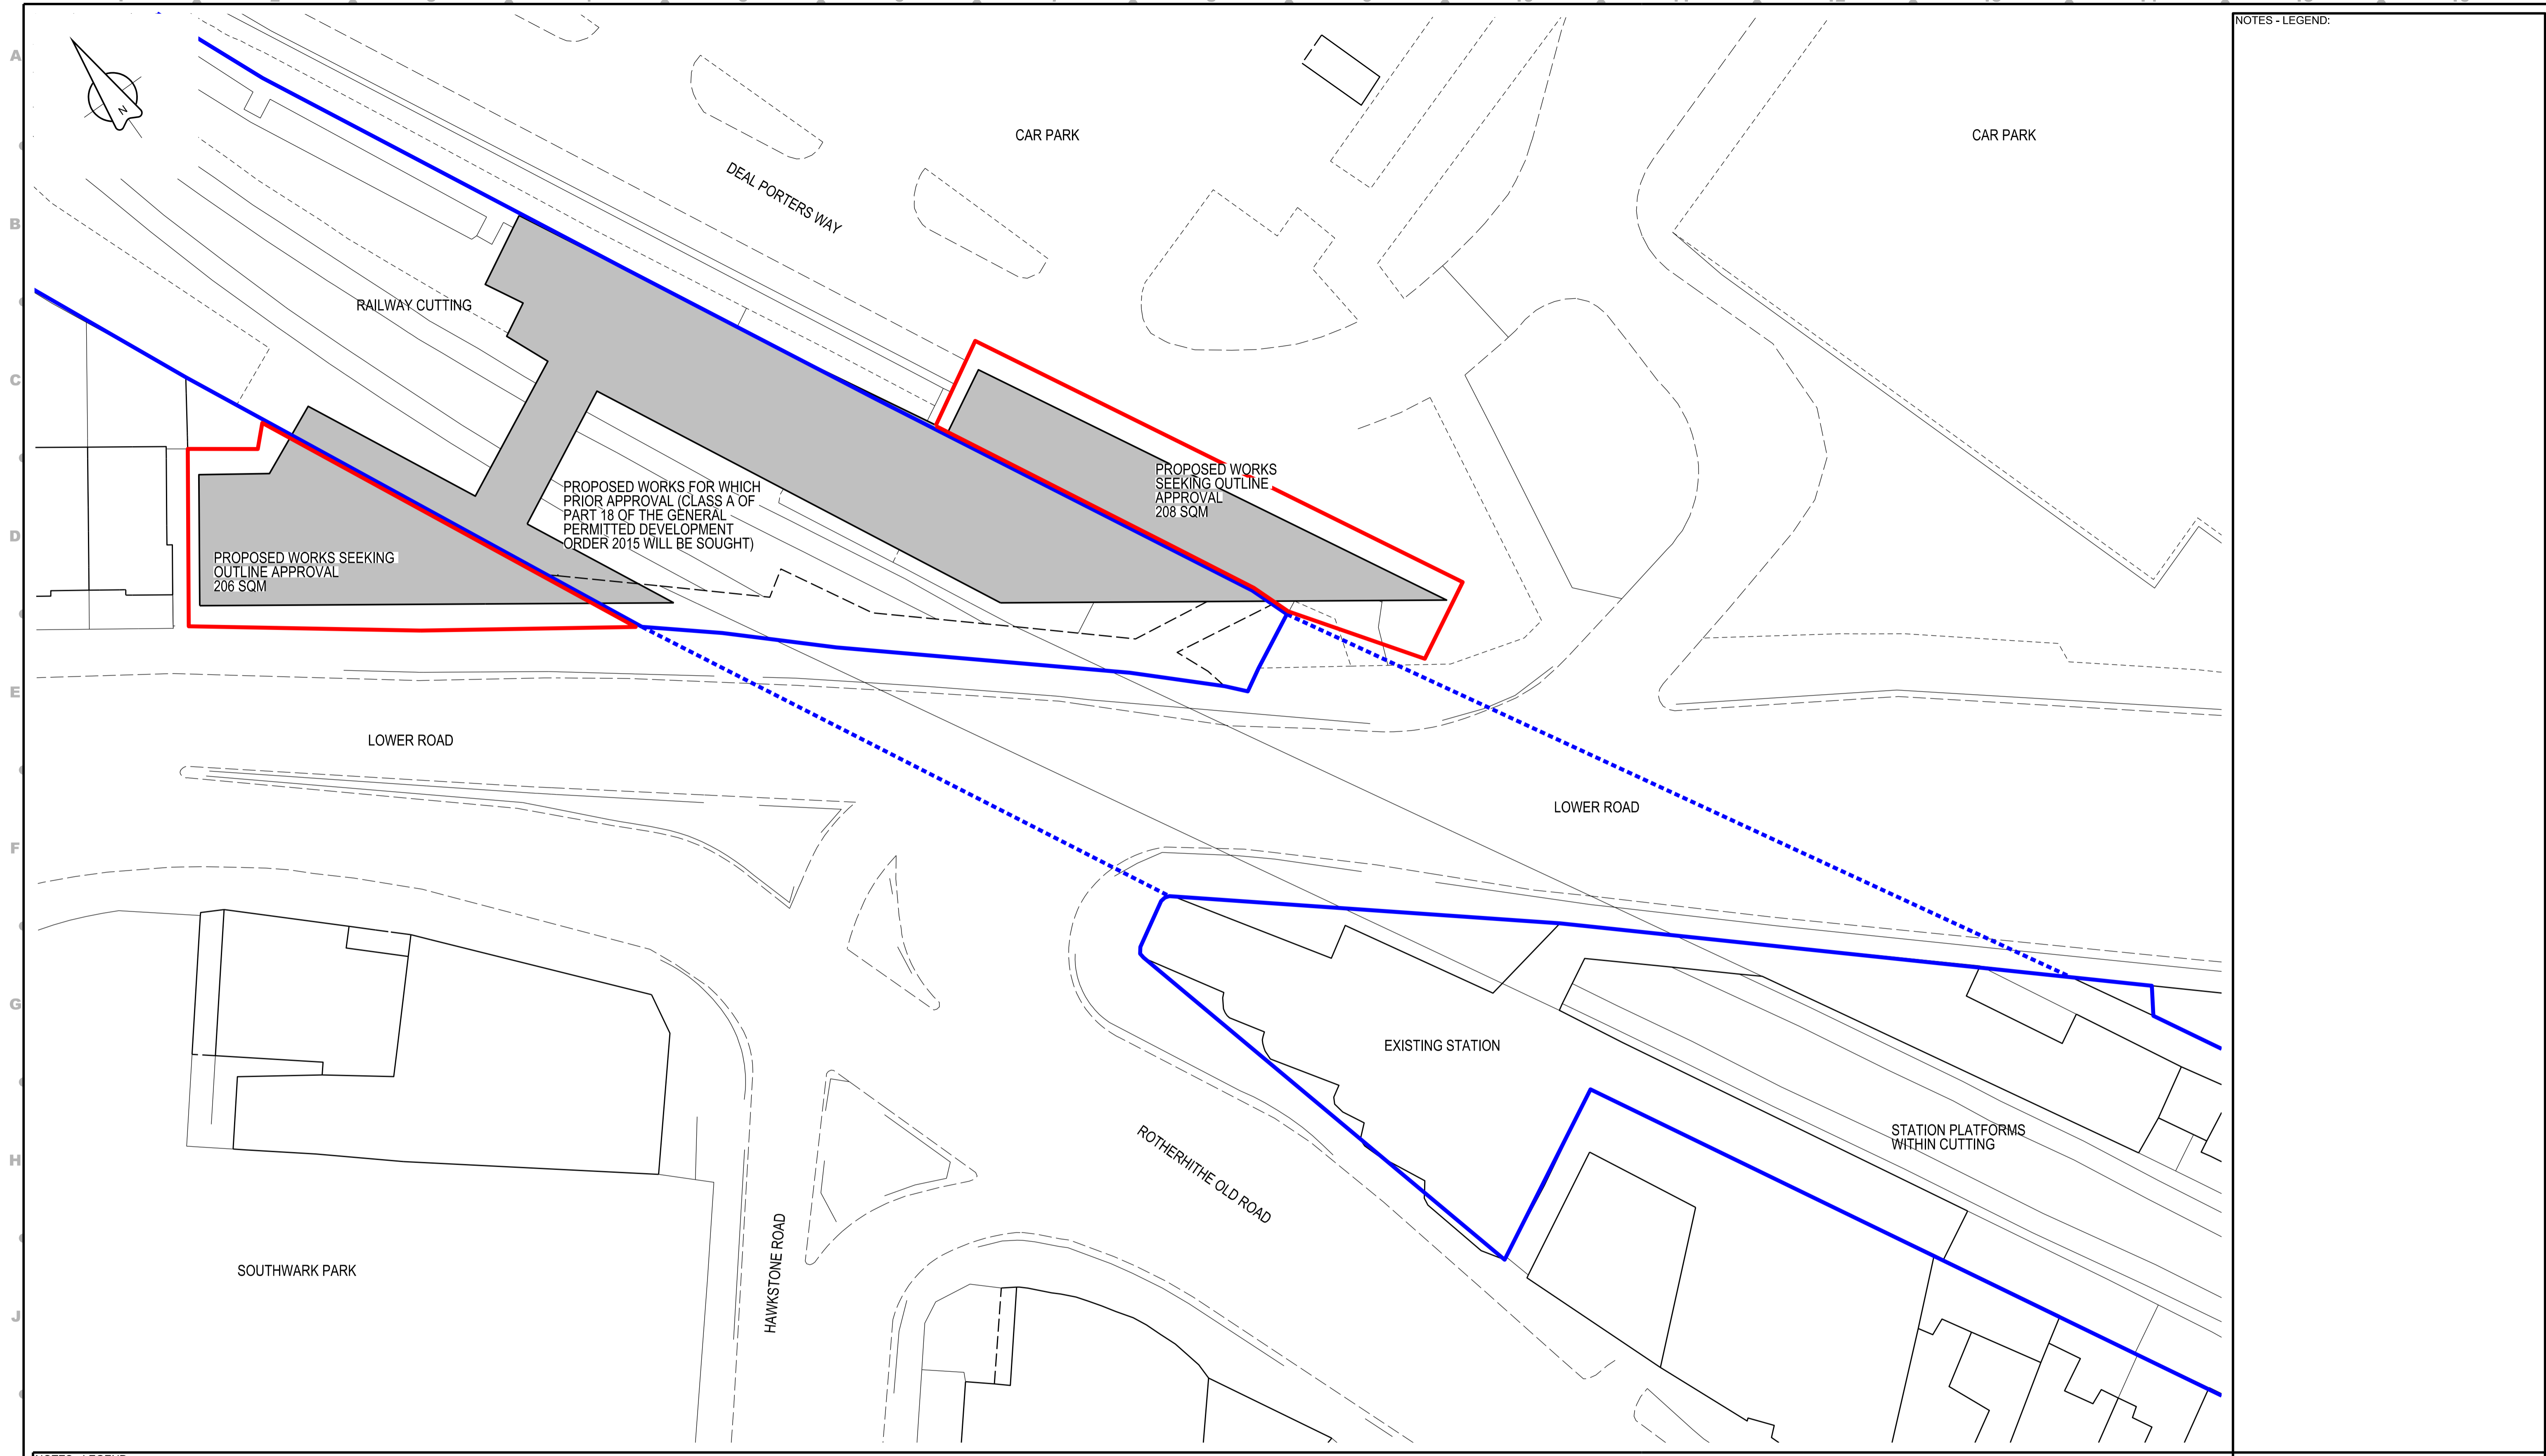 NOTES - LEGEND:
A
N
CAR PARK
CAR PARK
DEAL PORTERS WAY
B
RAILWAY CUTTING
C
PROPOSED WORKS
SEEKING OUTLINE
APPROVAL
208 SQM
PROPOSED WORKS FOR WHICH
PRIOR APPROVAL (CLASS A OF
PART 18 OF THE GENERAL
PERMITTED DEVELOPMENT
ORDER 2015 WILL BE SOUGHT)
D
PROPOSED WORKS SEEKING
OUTLINE APPROVAL
206 SQM
E
LOWER ROAD
LOWER ROAD
F
G
EXISTING STATION
STATION PLATFORMS
WITHIN CUTTING
H
ROTHERHITHE OLD ROAD
HAWKSTONE ROAD
SOUTHWARK PARK
J